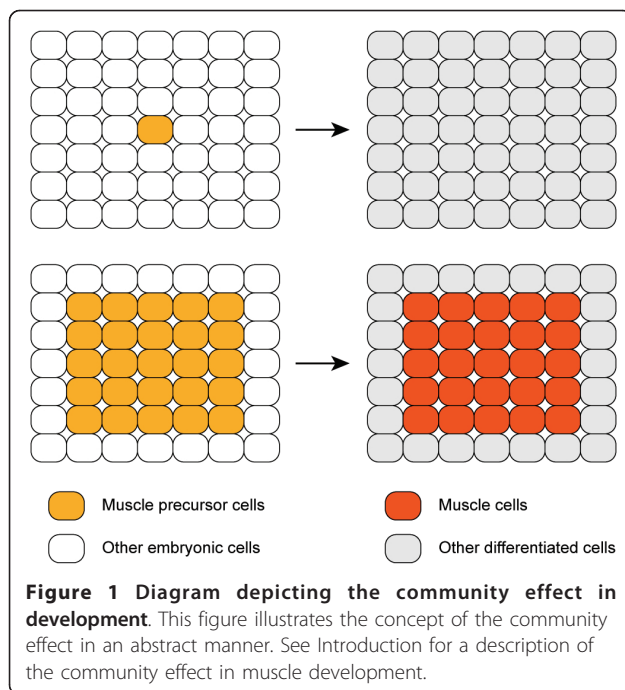 Muscle precursor cells
Muscle cells
Other embryonic cells
Other differentiated cells
Figure 1 Diagram depicting the community effect in
development. This figure illustrates the concept of the community
effect in an abstract manner. See Introduction for a description of
the community effect in muscle development.